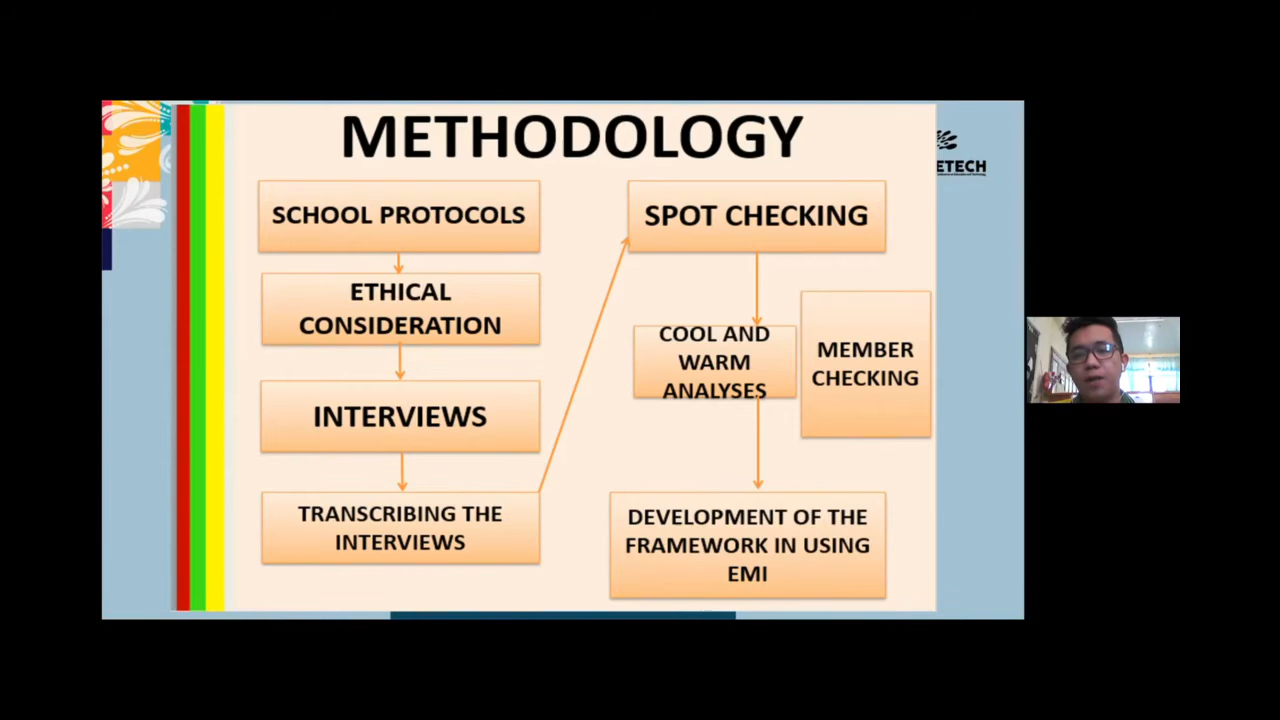 METHODOLOGY
ETECH
SCHOOL PROTOCOLS
ETHICAL
CONSIDERATION
INTERVIEWS
TRANSCRIBING THE
INTERVIEWS
SPOT CHECKING
COOL AND
WARM
ANALYSES
MEMBER
CHECKING
DEVELOPMENT OF THE
FRAMEWORK IN USING
EMI